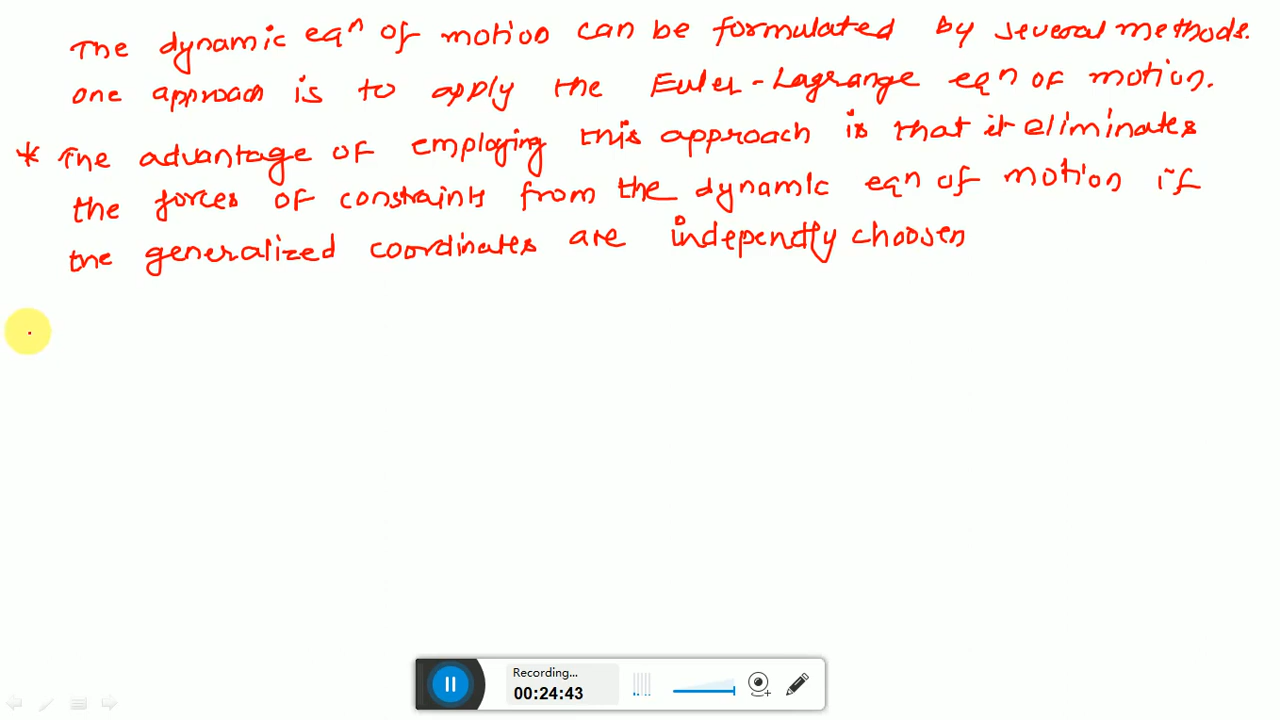 The dynamic eqⁿ of motion can be formulated by several methods.
one approach is to apply the Euler-Lagrange eqn of motion.
* The advantage of employing this approach is that it eliminates
the forces of constraints from the dynamic eqn of motion if
the generalized coordinates are independly choosen
Recording...
00:24:43